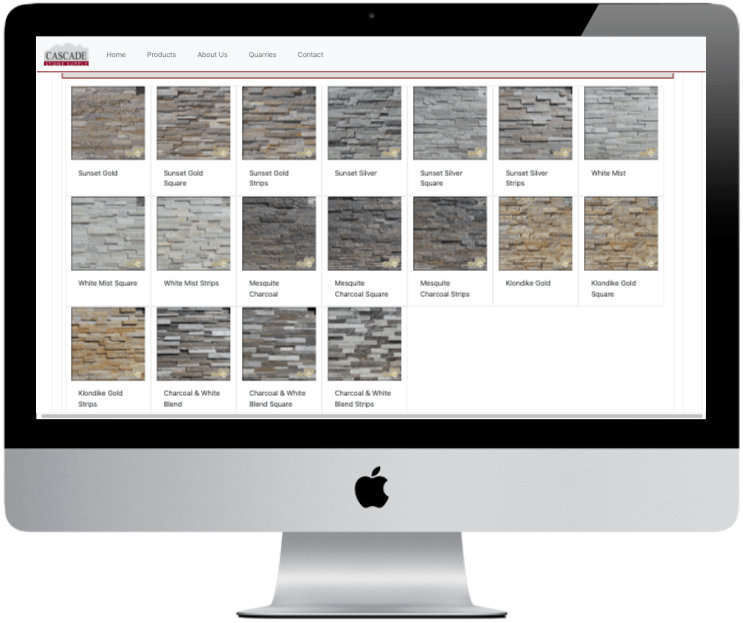 CASCADE
STONE SUPPLY
Home Products About Us Quarries Contact
Sunset Gold
Sunset Gold
Square
Sunset Gold
Strips
Sunset Silver
Sunset Silver
Square
Sunset Silver
Strips
White Mist
White Mist Square
White Mist Strips
Mesquite
Charcoal
Mesquite
Charcoal Square
Mesquite
Charcoal Strips
Klondike Gold
Klondike Gold
Square
Klondike Gold
Strips
Charcoal & White
Blend
Charcoal & White
Blend Square
Charcoal & White
Blend Strips